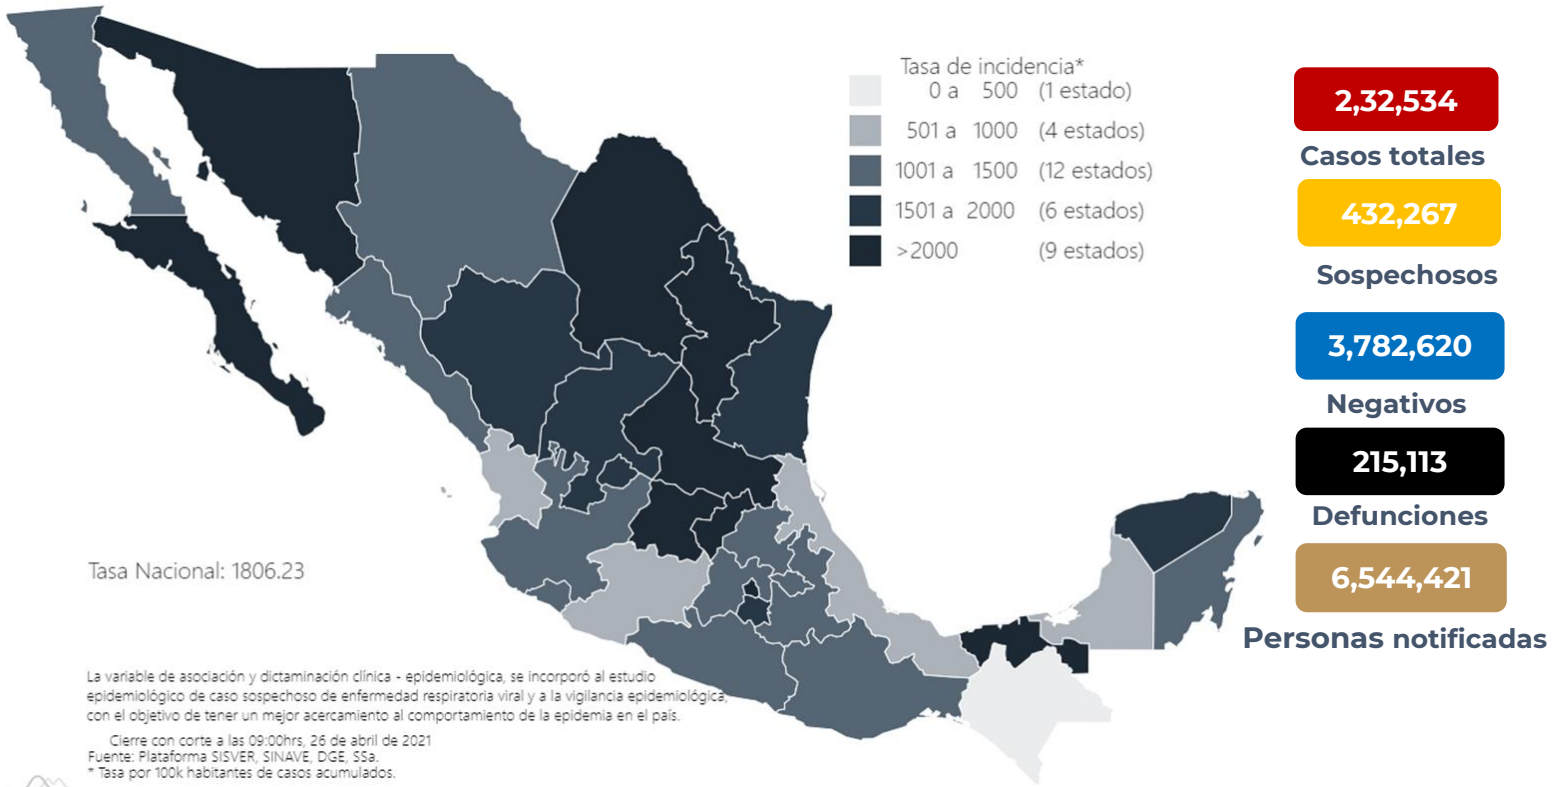 Tasa de incidencia*
0 a 500 (1 estado)
501 a 1000 (4 estados)
1001 a 1500 (12 estados)
1501 a 2000 (6 estados)
>2000 (9 estados)
2,32,534
Casos totales
432,267
Sospechosos
3,782,620
Negativos
215,113
Defunciones
6,544,421
Personas notificadas
Tasa Nacional: 1806.23
La variable de asociación y dictaminación clínica - epidemiológica, se incorporó al estudio
epidemiológico de caso sospechoso de enfermedad respiratoria viral y a la vigilancia epidemiológica,
con el objetivo de tener un mejor acercamiento al comportamiento de la epidemia en el país.
Cierre con corte a las 09:00hrs, 26 de abril de 2021
Fuente: Plataforma SISVER, SINAVE, DGE, SSa.
* Tasa por 100k habitantes de casos acumulados.